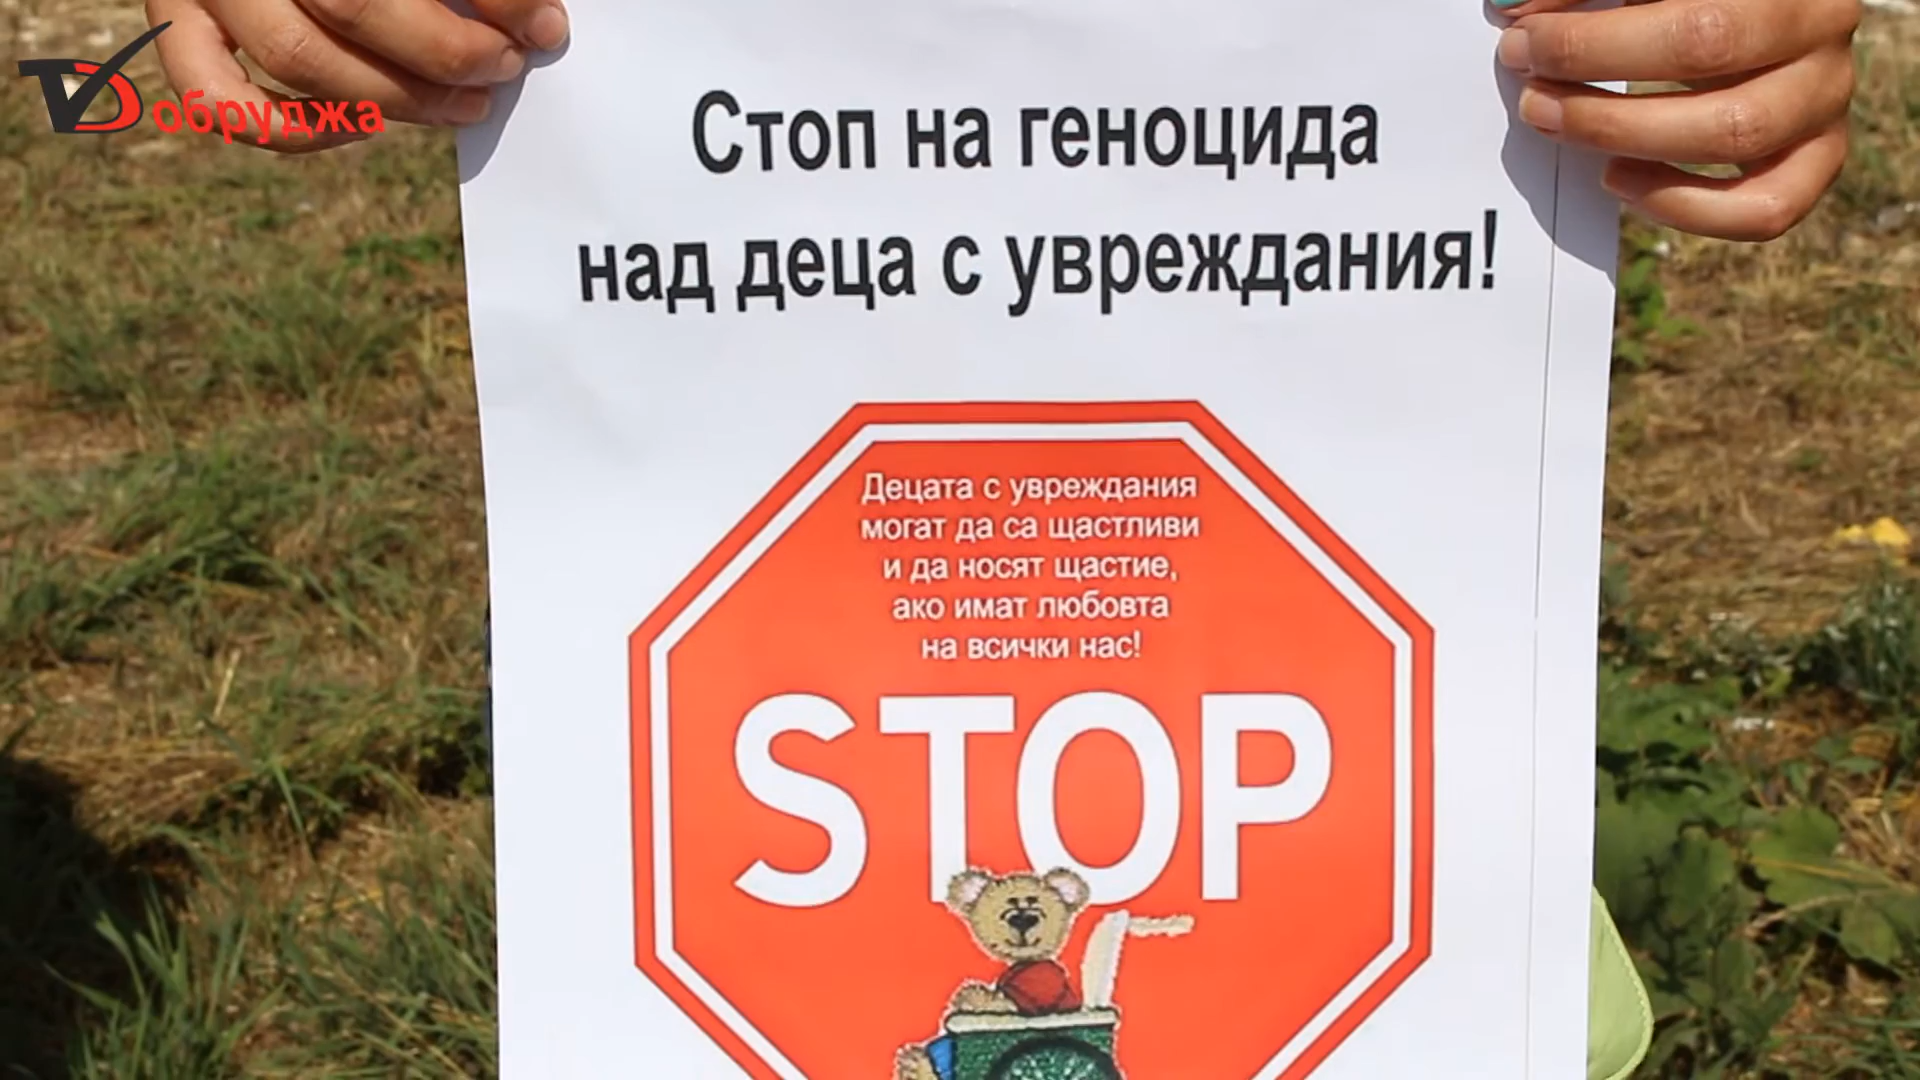 Добруджа
Стоп на геноцида
над деца с увреждания!
Децата с увреждания
могат да са щастливи
и да носят щастие,
ако имат любовта
на всички нас!
STOP